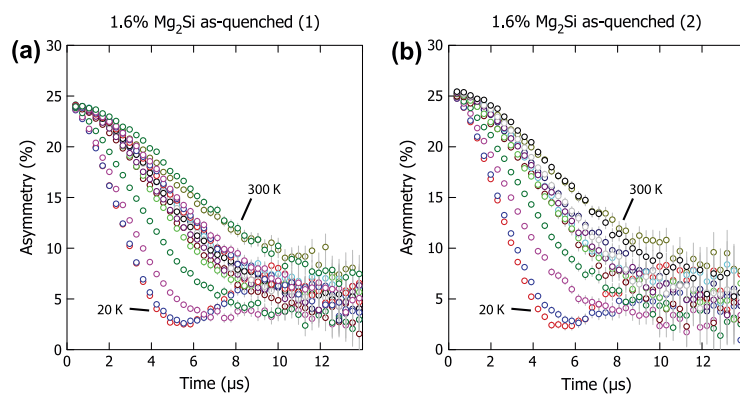 1.6% Mg2Si as-quenched (1)
(a)
30
25
20
15
10
5
0
Asymmetry (%)
300 K
20 K
0 2 4 6 8 10 12
Time (μs)
1.6% Mg2Si as-quenched (2)
(b)
30
25
20
15
10
5
0
Asymmetry (%)
300 K
20 K
0 2 4 6 8 10 12
Time (μs)